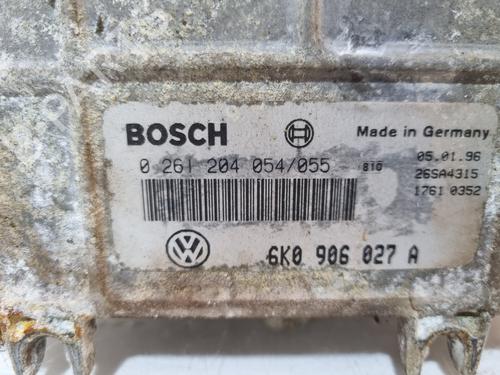 BOSCH
Made in Germany
0 261 204 054/055 810
05.01.96
26SA4315
1761 0352
6K0 906 027 A